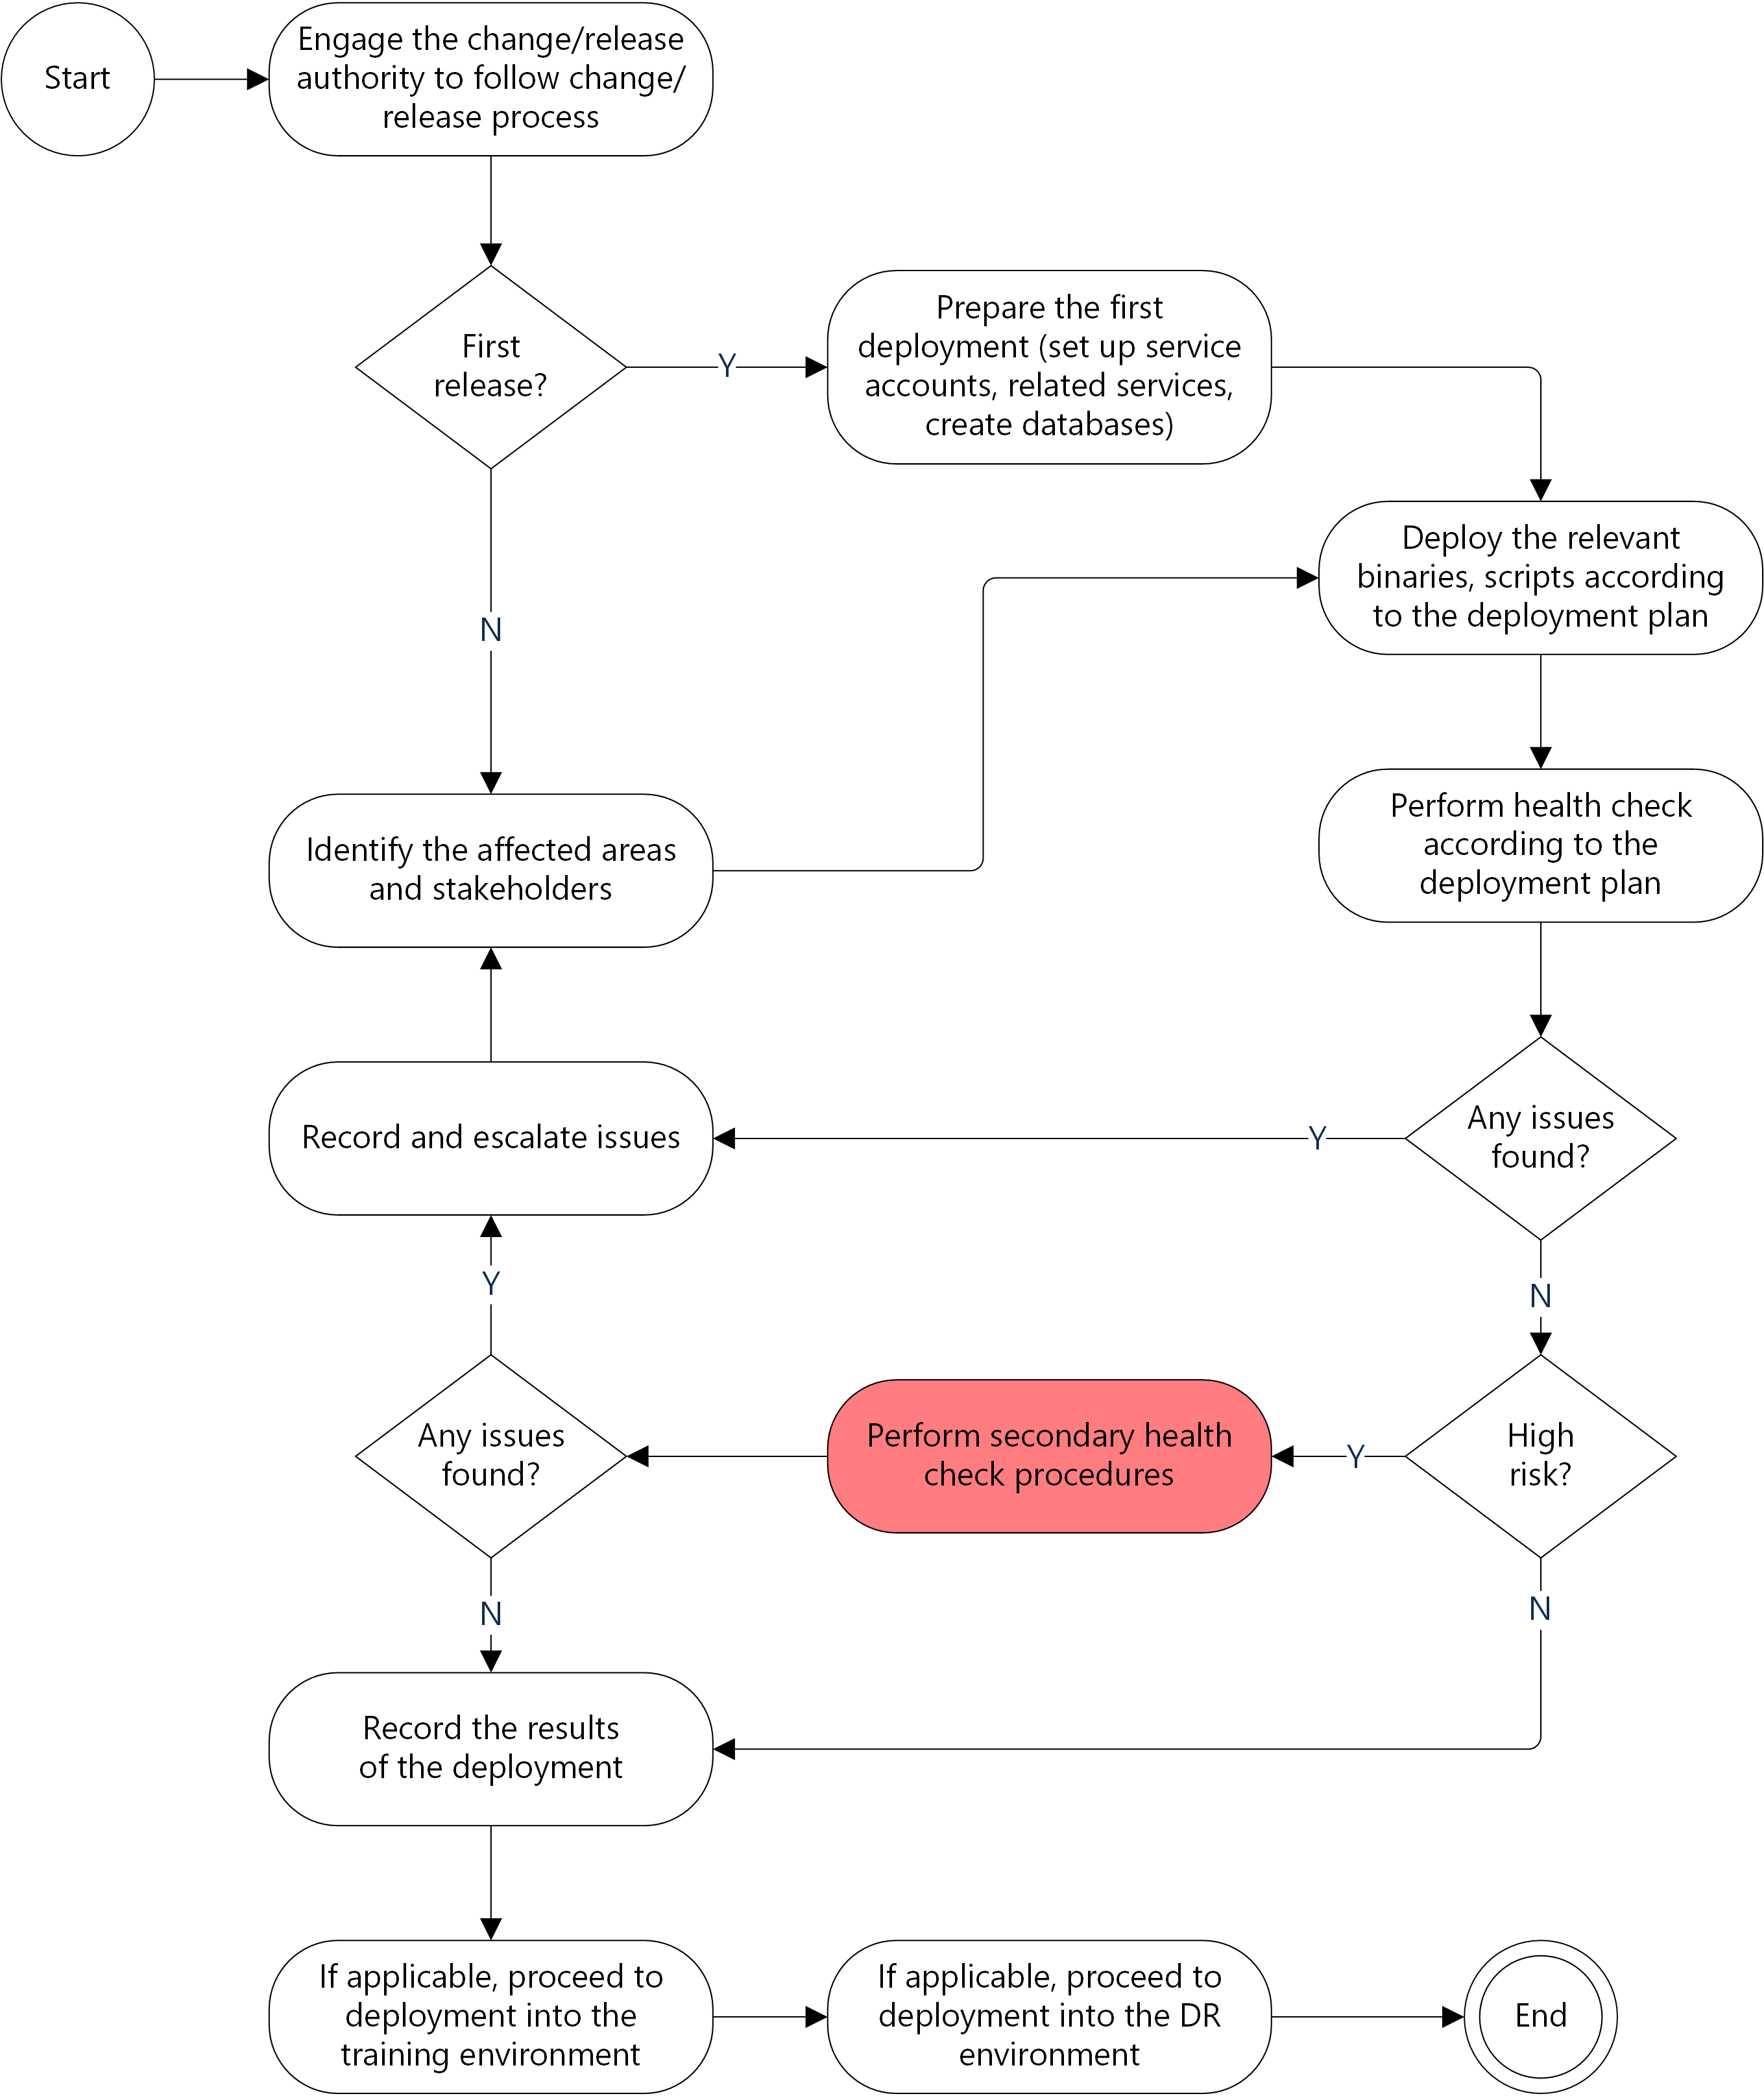 Start
Engage the change/release
authority to follow change/
release process
First
release?
Y
Prepare the first
deployment (set up service
accounts, related services,
create databases)
N
Deploy the relevant
binaries, scripts according
to the deployment plan
Identify the affected areas
and stakeholders
Perform health check
according to the
deployment plan
Record and escalate issues
Y
Any issues
found?
Y
N
Any issues
found?
Perform secondary health
check procedures
Y
High
risk?
N
N
Record the results
of the deployment
If applicable, proceed to
deployment into the
training environment
If applicable, proceed to
deployment into the DR
environment
End